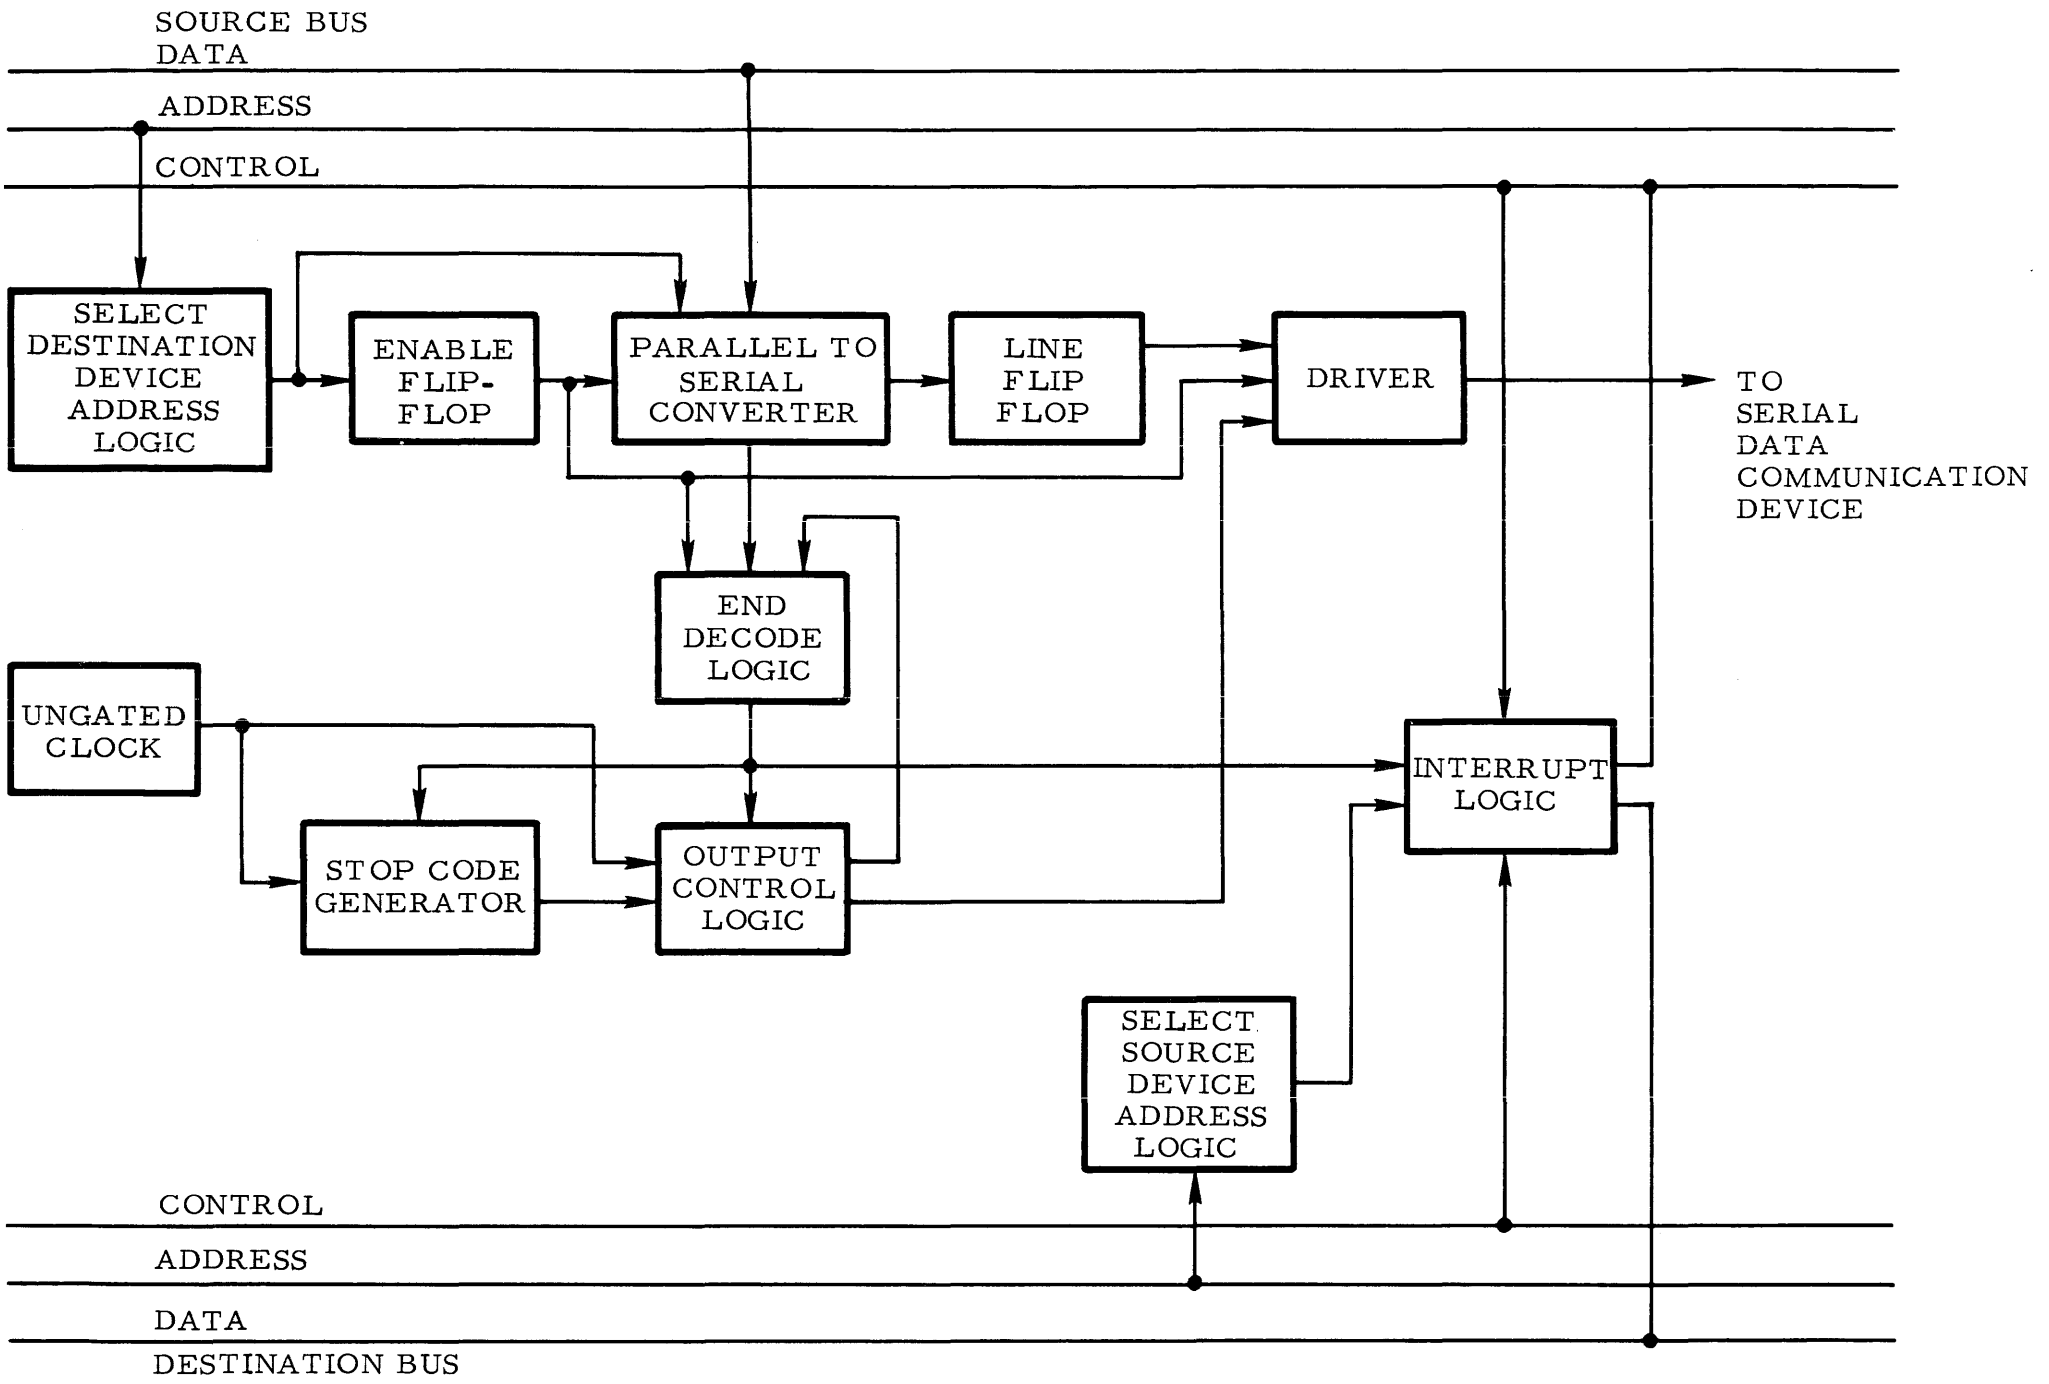 SOURCE BUS
DATA
ADDRESS
CONTROL
SELECT
DESTINATION
DEVICE
ADDRESS
LOGIC
ENABLE
FLIP-
FLOP
PARALLEL TO
SERIAL
CONVERTER
LINE
FLIP
FLOP
DRIVER
TO
SERIAL
DATA
COMMUNICATION
DEVICE
END
DECODE
LOGIC
UNGATED
CLOCK
INTERRUPT
LOGIC
STOP CODE
GENERATOR
OUTPUT
CONTROL
LOGIC
SELECT
SOURCE
DEVICE
ADDRESS
LOGIC
CONTROL
ADDRESS
DATA
DESTINATION BUS